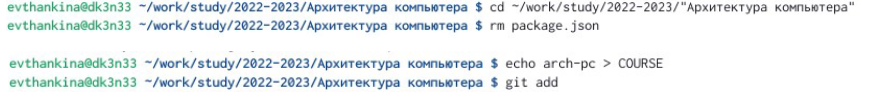 evthankina@dk3n33 ~/work/study/2022-2023/Архитектура компьютера $ cd ~/work/study/2022-2023/"Архитектура компьютера"
evthankina@dk3n33 ~/work/study/2022-2023/Архитектура компьютера $ rm package.json
evthankina@dk3n33 ~/work/study/2022-2023/Архитектура компьютера $ echo arch-pc > COURSE
evthankina@dk3n33 ~/work/study/2022-2023/Архитектура компьютера $ git add